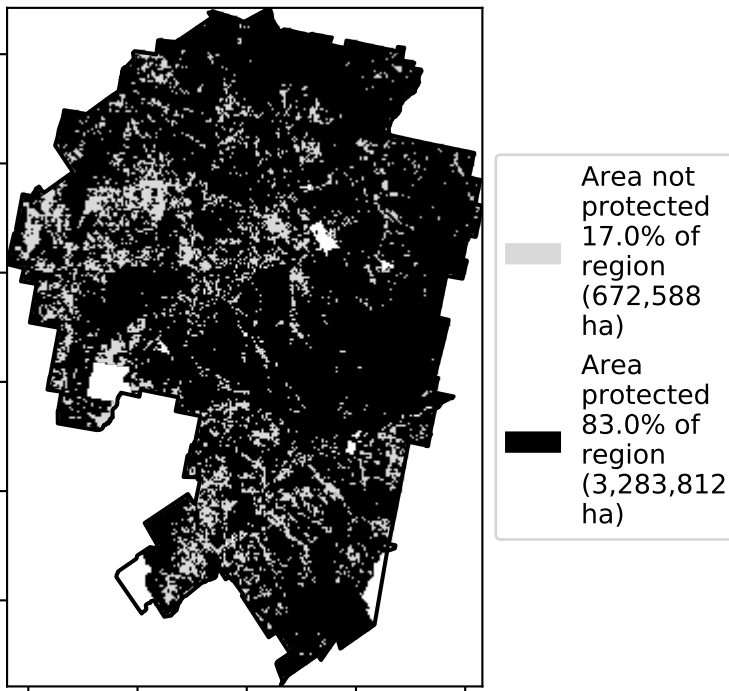 Area not
protected
17.0% of
region
(672,588
ha)
Area
protected
83.0% of
region
(3,283,812
ha)